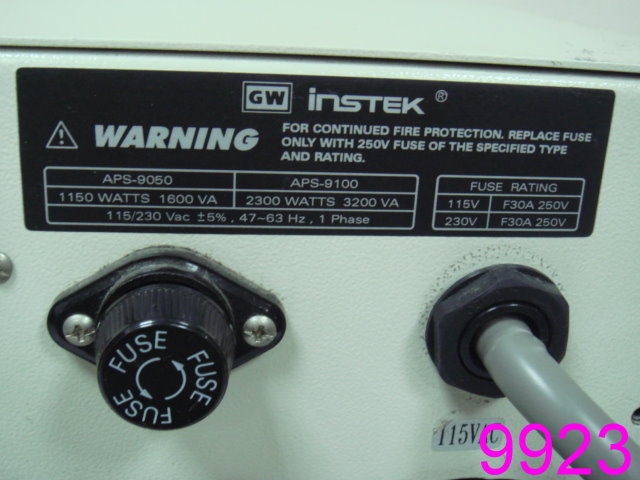 GW INSTEK ®
WARNING
FOR CONTINUED FIRE PROTECTION. REPLACE FUSE
ONLY WITH 250V FUSE OF THE SPECIFIED TYPE
AND RATING.
APS-9050 APS-9100
1150 WATTS 1600 VA 2300 WATTS 3200 VA
115/230 Vac ±5% , 47~63 Hz , 1 Phase
FUSE RATING
115V F30A 250V
230V F30A 250V
FUSE
FUSE
FUSE
115VAC
9923